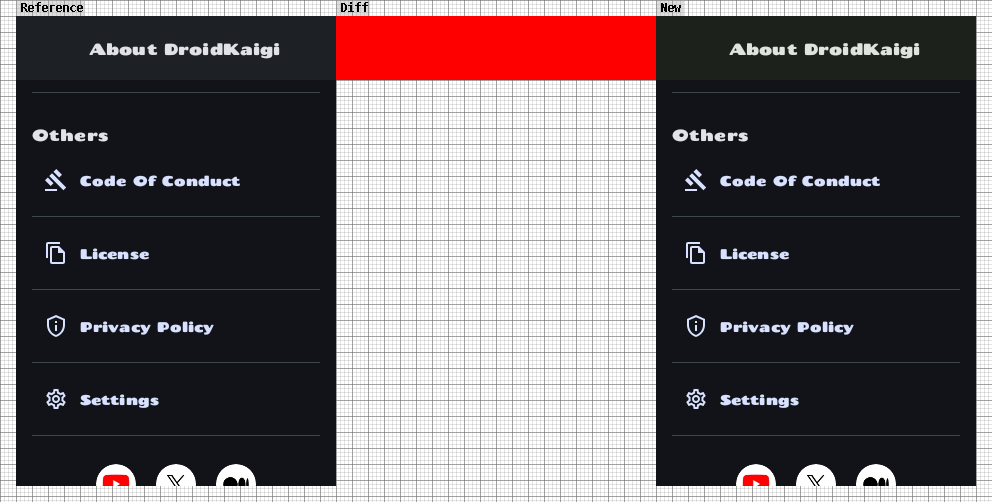 Reference
Diff
New
About DroidKaigi
About DroidKaigi
Others
Others
Code Of Conduct
Code Of Conduct
License
License
Privacy Policy
Privacy Policy
Settings
Settings